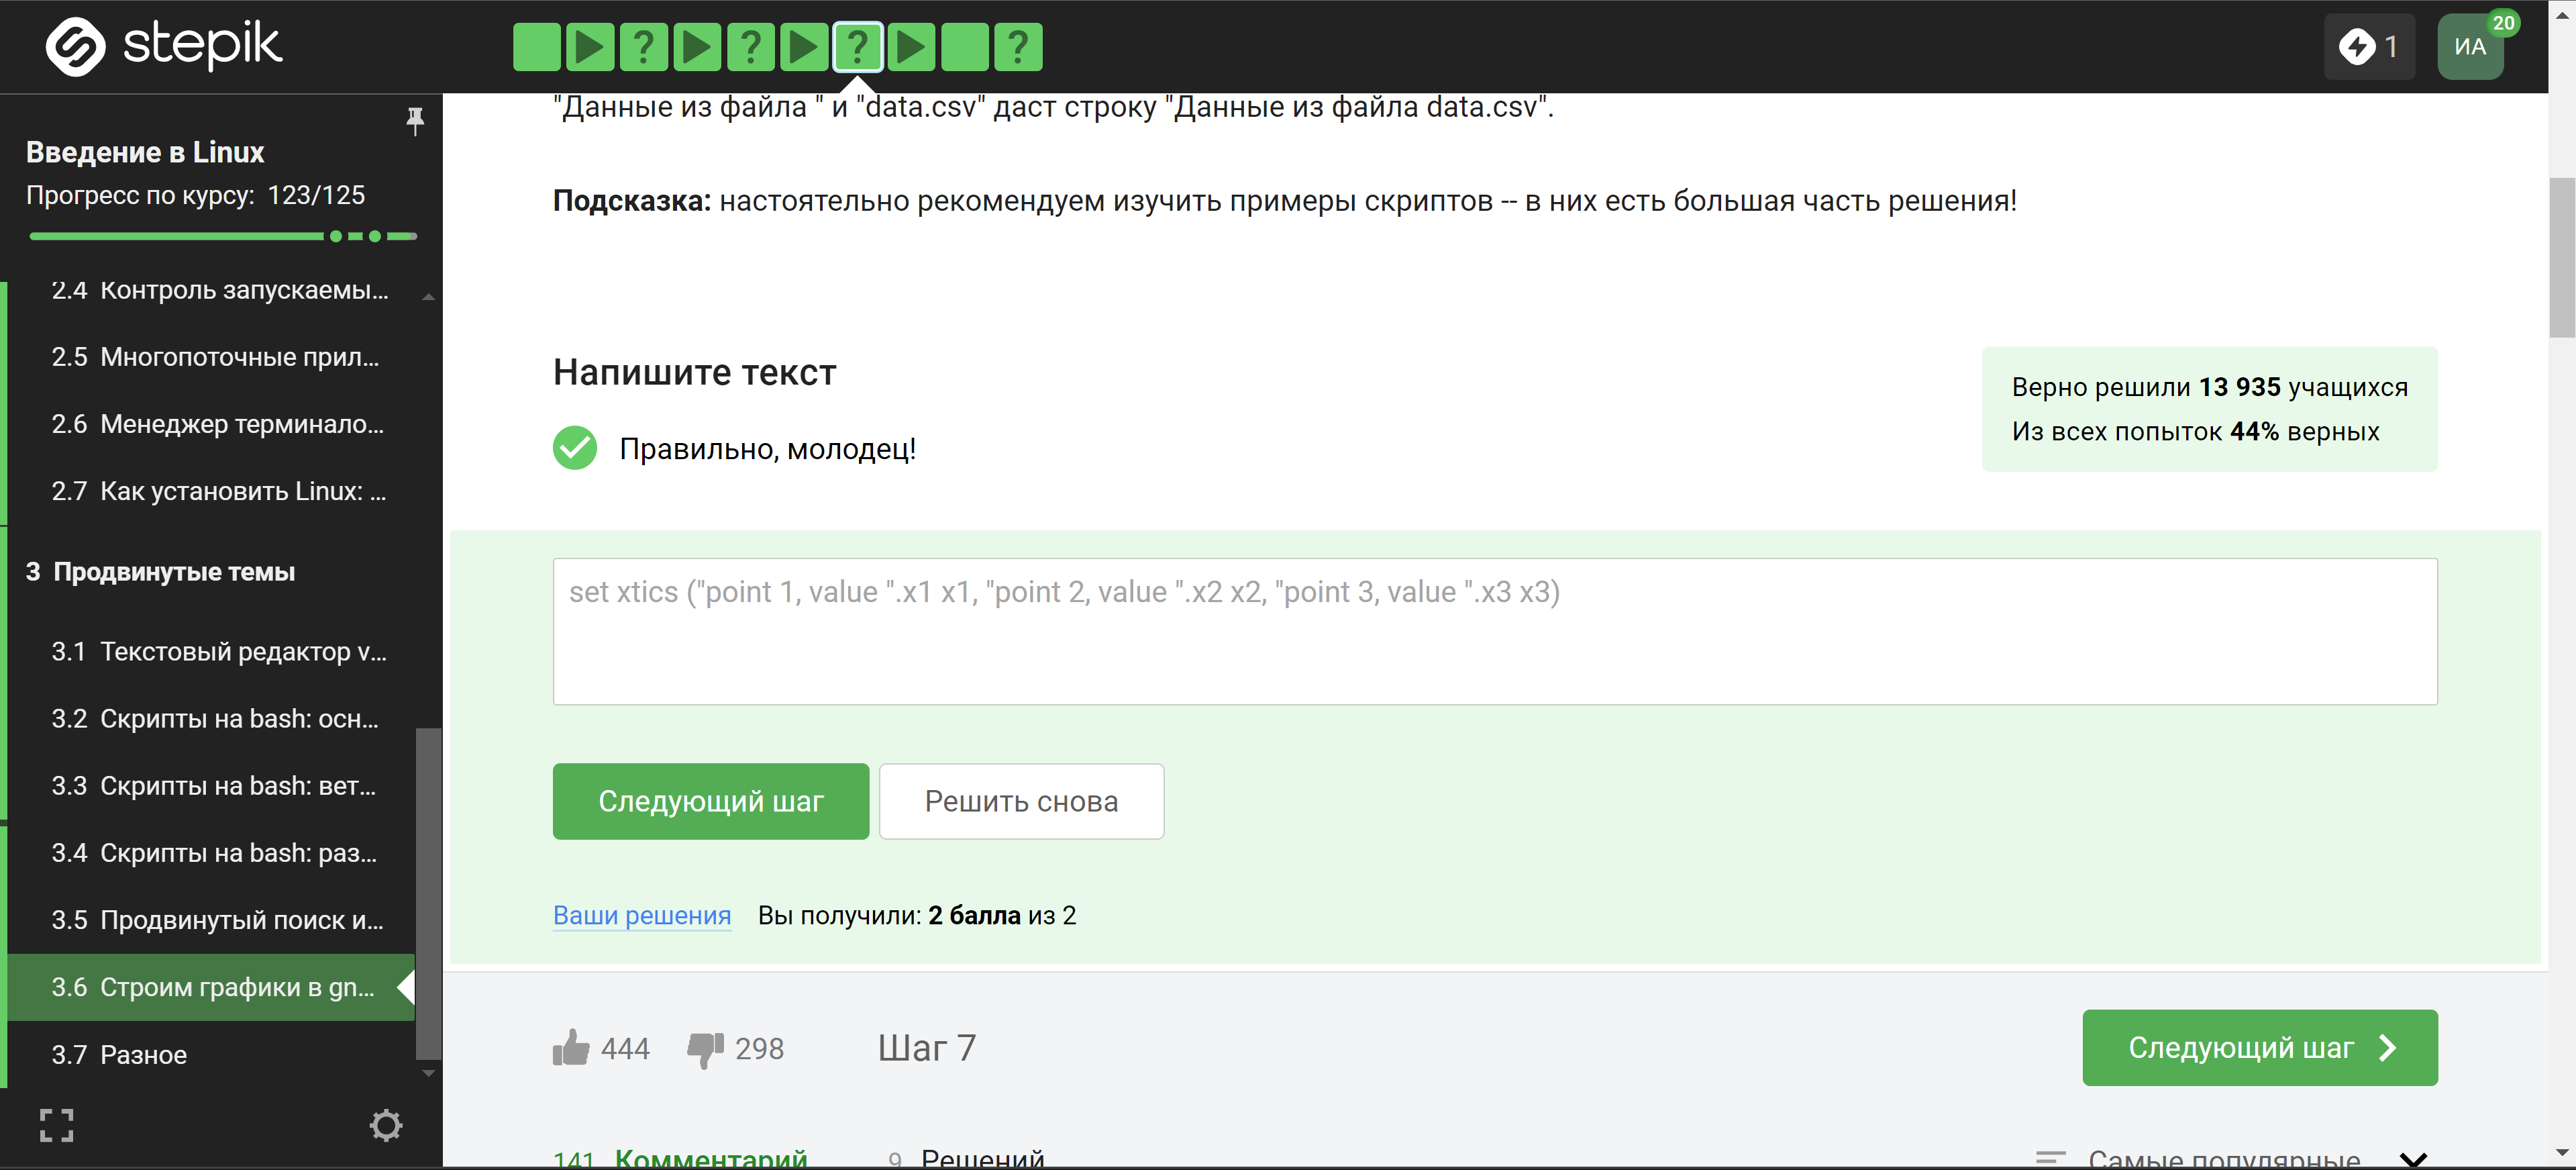 stepik
?
?
?
?
1
ИА
20
Введение в Linux
Прогресс по курсу: 123/125
2.4 Контроль запускаемы...
2.5 Многопоточные прил...
2.6 Менеджер терминало...
2.7 Как установить Linux: ...
3 Продвинутые темы
3.1 Текстовый редактор v...
3.2 Скрипты на bash: осн...
3.3 Скрипты на bash: вет...
3.4 Скрипты на bash: раз...
3.5 Продвинутый поиск и...
3.6 Строим графики в gn...
3.7 Разное
"Данные из файла " и "data.csv" даст строку "Данные из файла data.csv".
Подсказка: настоятельно рекомендуем изучить примеры скриптов -- в них есть большая часть решения!
Напишите текст
Верно решили 13 935 учащихся
Из всех попыток 44% верных
Правильно, молодец!
set xtics ("point 1, value ".x1 x1, "point 2, value ".x2 x2, "point 3, value ".x3 x3)
Следующий шаг
Решить снова
Ваши решения Вы получили: 2 балла из 2
444 298 Шаг 7
Следующий шаг
141 Комментарий 9 Решений
Самые популярные